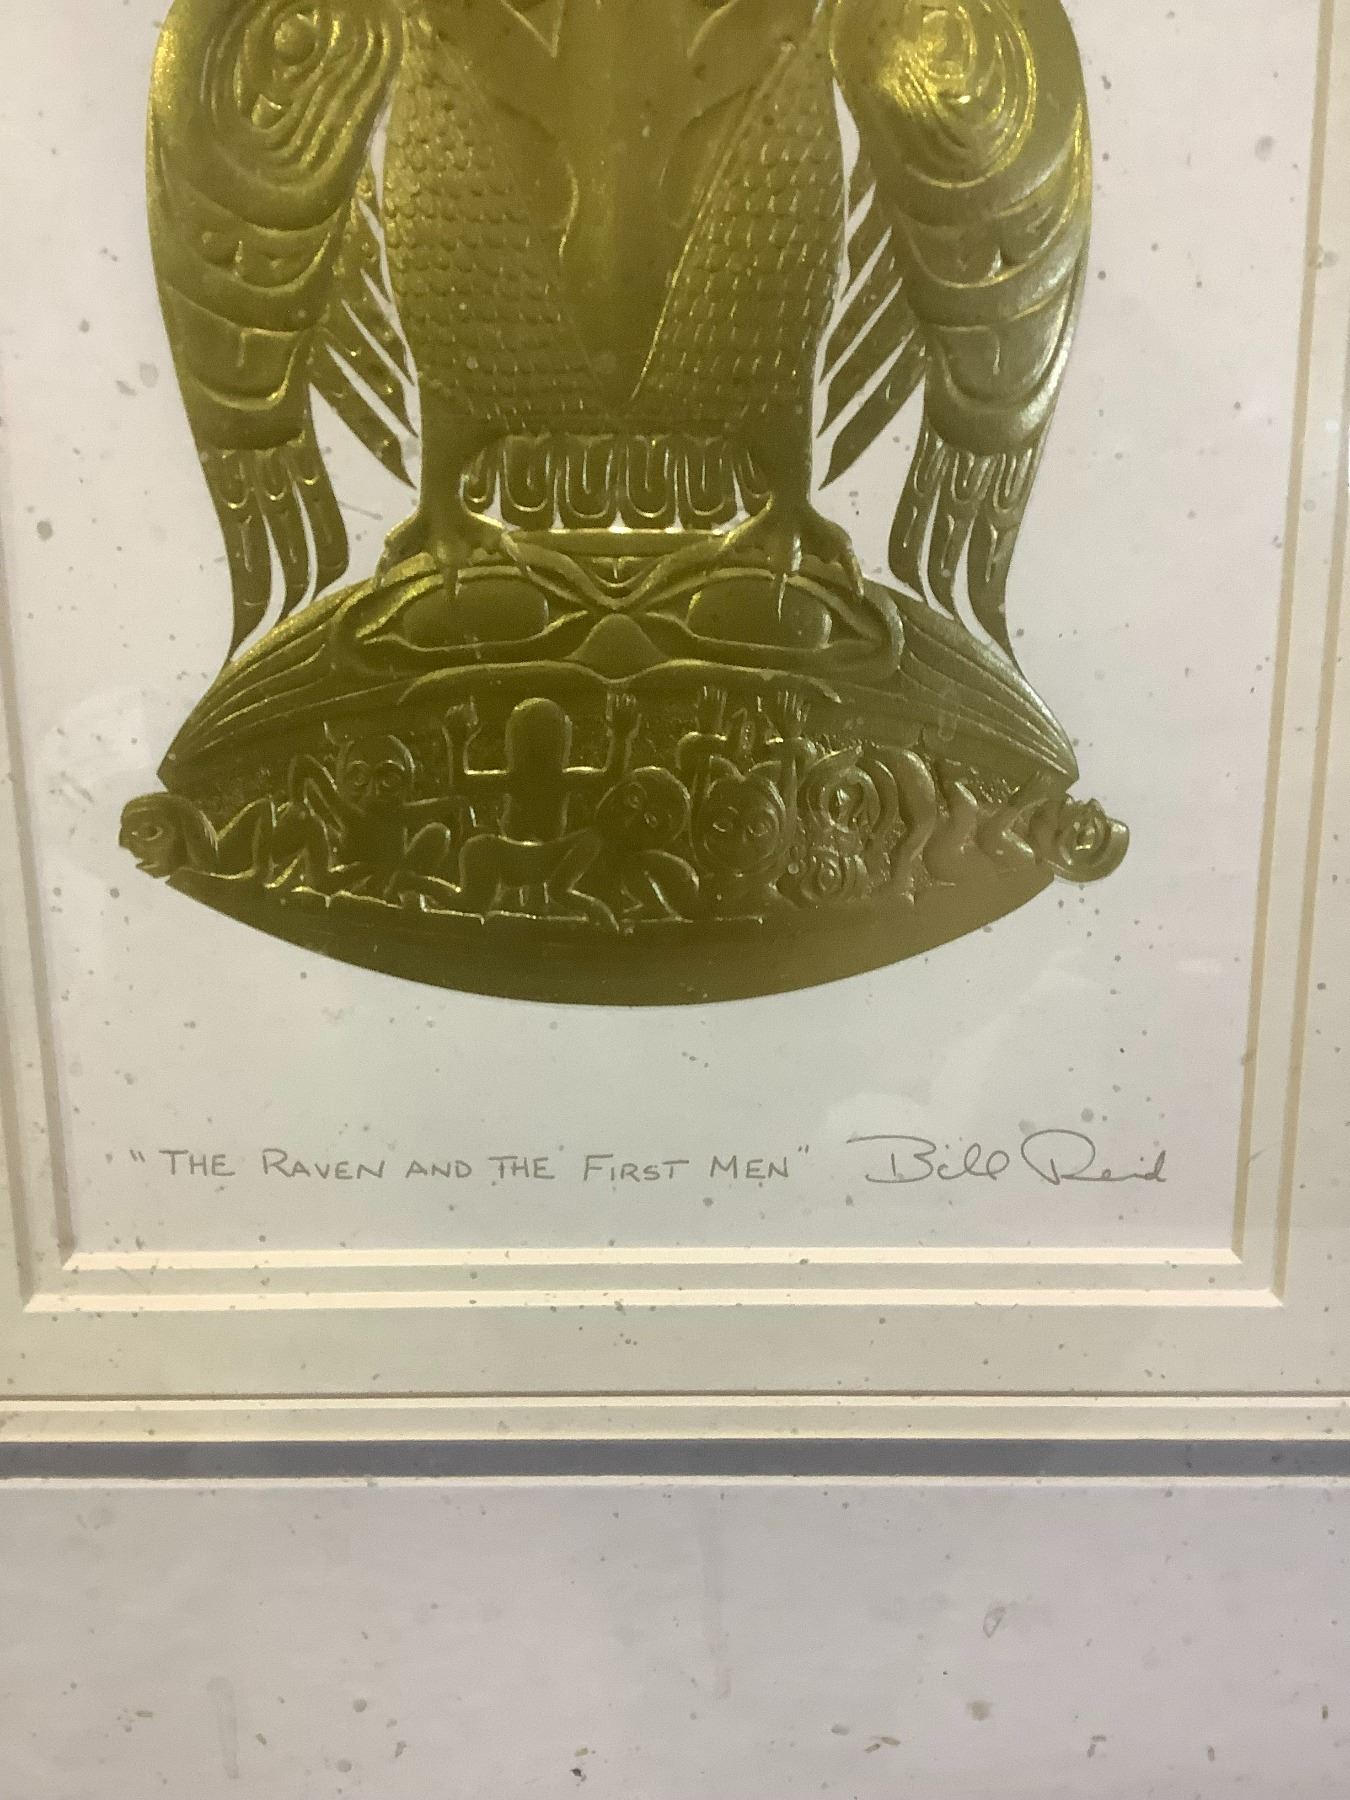 "THE RAVEN AND THE FIRST MEN" Bill Reid